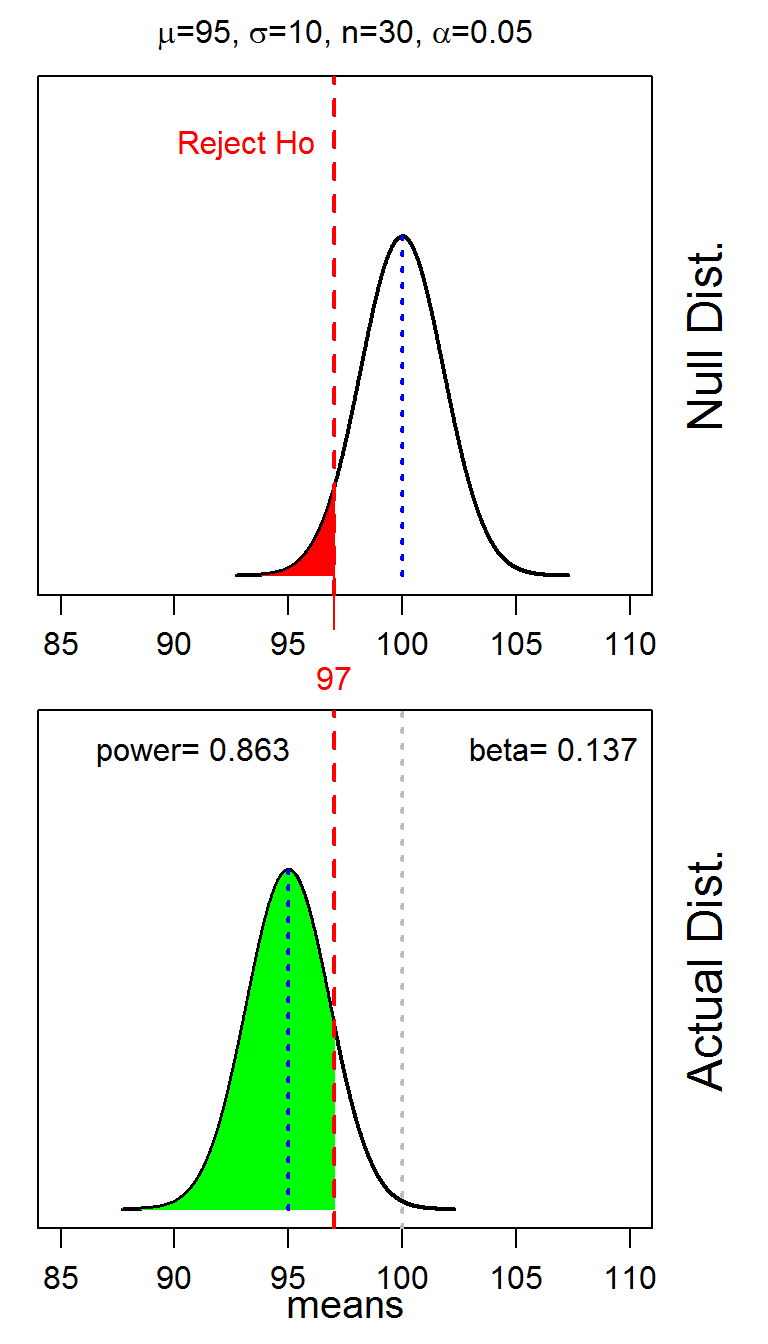 μ=95, σ=10, n=30, α=0.05
Reject Ho
Null Dist.
85 90 95 100 105 110
97
power= 0.863 beta= 0.137
Actual Dist.
85 90 95 100 105 110
means